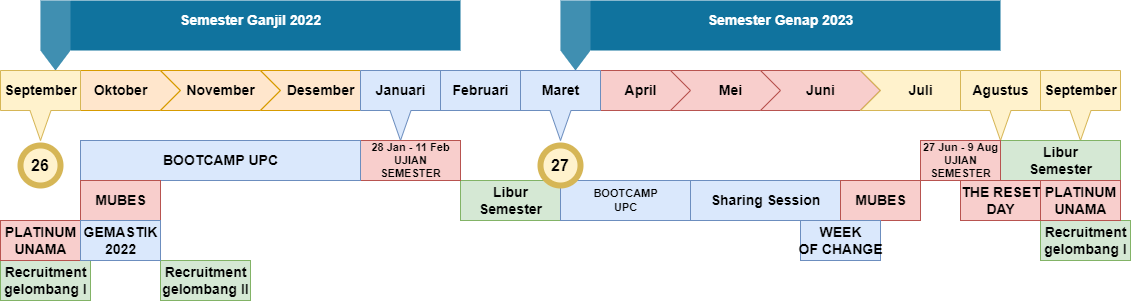 Semester Ganjil 2022
Semester Genap 2023
September
Oktober
November
Desember
Januari
Februari
Maret
April
Mei
Juni
Juli
Agustus
September
26
BOOTCAMP UPC
28 Jan - 11 Feb
UJIAN
SEMESTER
27
27 Jun - 9 Aug
UJIAN
SEMESTER
Libur
Semester
MUBES
Libur
Semester
BOOTCAMP
UPC
Sharing Session
MUBES
THE RESET
DAY
PLATINUM
UNAMA
PLATINUM
UNAMA
GEMASTIK
2022
WEEK
OF CHANGE
Recruitment
gelombang I
Recruitment
gelombang I
Recruitment
gelombang II